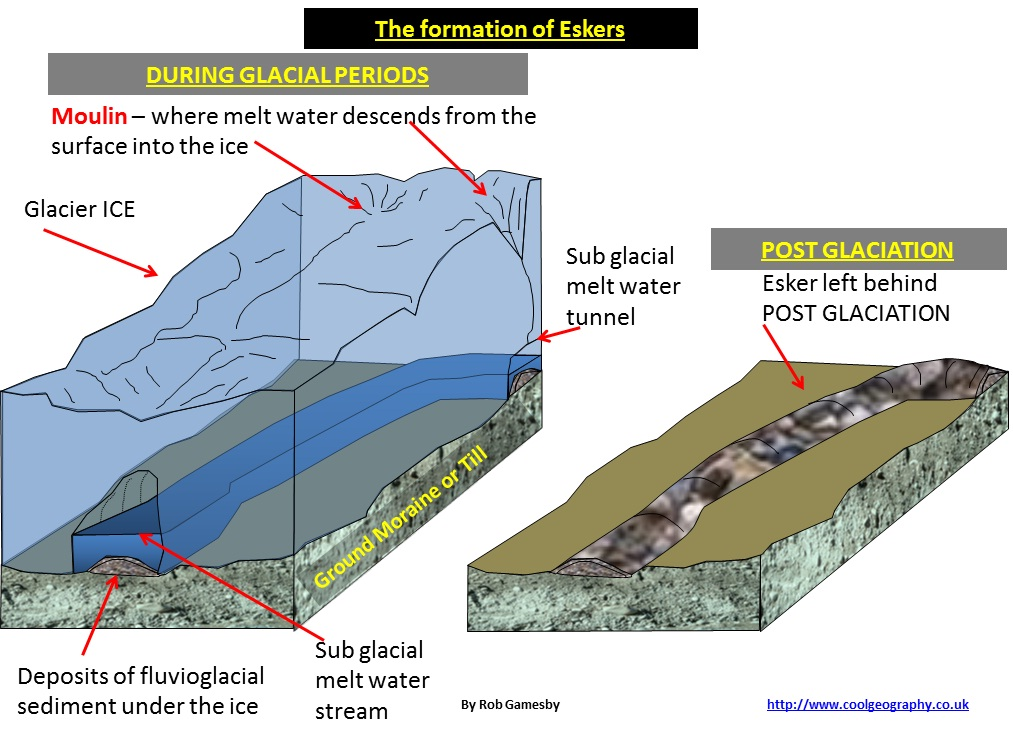 The formation of Eskers
DURING GLACIAL PERIODS
Moulin – where melt water descends from the
surface into the ice
Glacier ICE
Sub glacial
melt water
tunnel
POST GLACIATION
Esker left behind
POST GLACIATION
Ground Moraine or Till
Deposits of fluvioglacial
sediment under the ice
Sub glacial
melt water
stream
By Rob Gamesby
http://www.coolgeography.co.uk